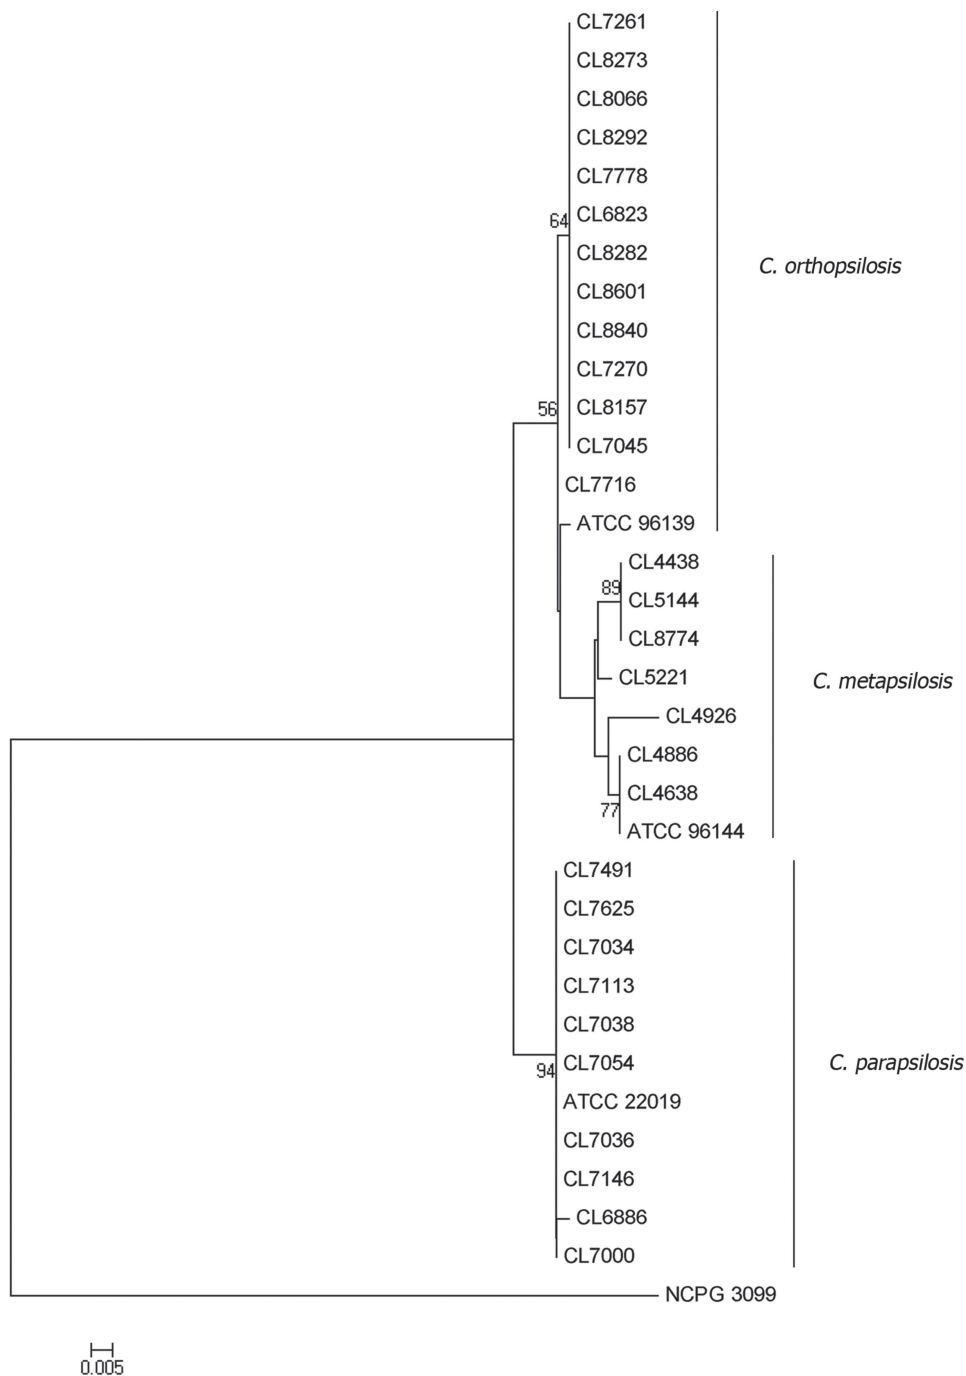 CL7261
CL8273
CL8066
CL8292
CL7778
CL6823
64
CL8282
C. orthopsilosis
CL8601
CL8840
CL7270
CL8157
56
CL7045
CL7716
ATCC 96139
CL4438
89
CL5144
CL8774
CL5221
C. metapsilosis
CL4926
CL4886
CL4638
77
ATCC 96144
CL7491
CL7625
CL7034
CL7113
CL7038
CL7054
C. parapsilosis
94
ATCC 22019
CL7036
CL7146
CL6886
CL7000
NCPG 3099
0.005